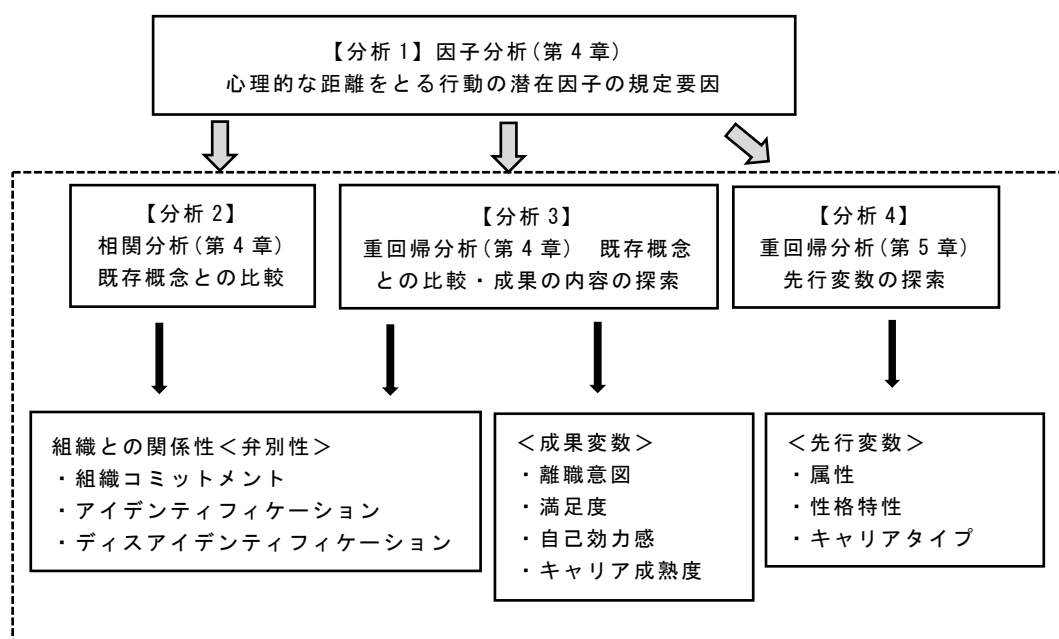 【分析1】因子分析(第4章)
心理的な距離をとる行動の潜在因子の規定要因
【分析2】
相関分析(第4章)
既存概念との比較
【分析3】
重回帰分析(第4章) 既存概念
との比較・成果の内容の探索
【分析4】
重回帰分析(第5章)
先行変数の探索
組織との関係性<弁別性>
・組織コミットメント
・アイデンティフィケーション
・ディスアイデンティフィケーション
<成果変数>
・離職意図
・満足度
・自己効力感
・キャリア成熟度
<先行変数>
・属性
・性格特性
・キャリアタイプ